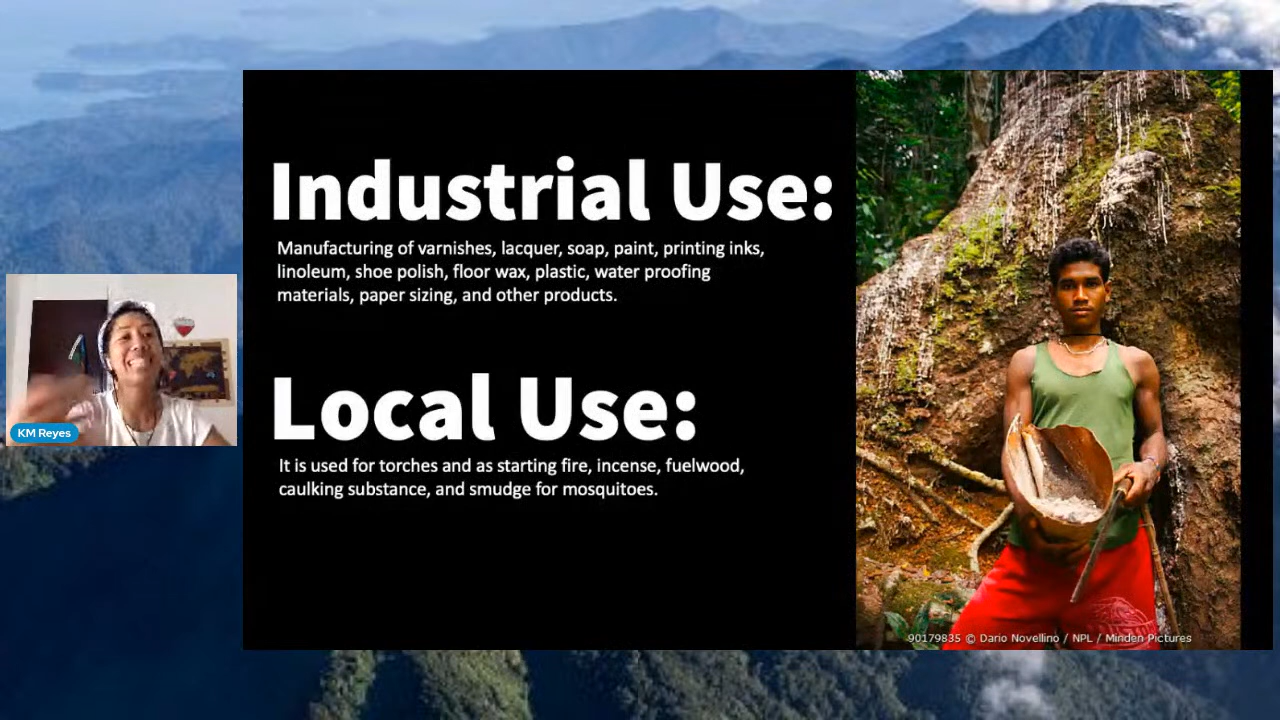 Industrial Use:
Manufacturing of varnishes, lacquer, soap, paint, printing inks,
linoleum, shoe polish, floor wax, plastic, water proofing
materials, paper sizing, and other products.
Local Use:
It is used for torches and as starting fire, incense, fuelwood,
caulking substance, and smudge for mosquitoes.
KM Reyes
90179835 © Dario Novellino / NPL / Minden Pictures